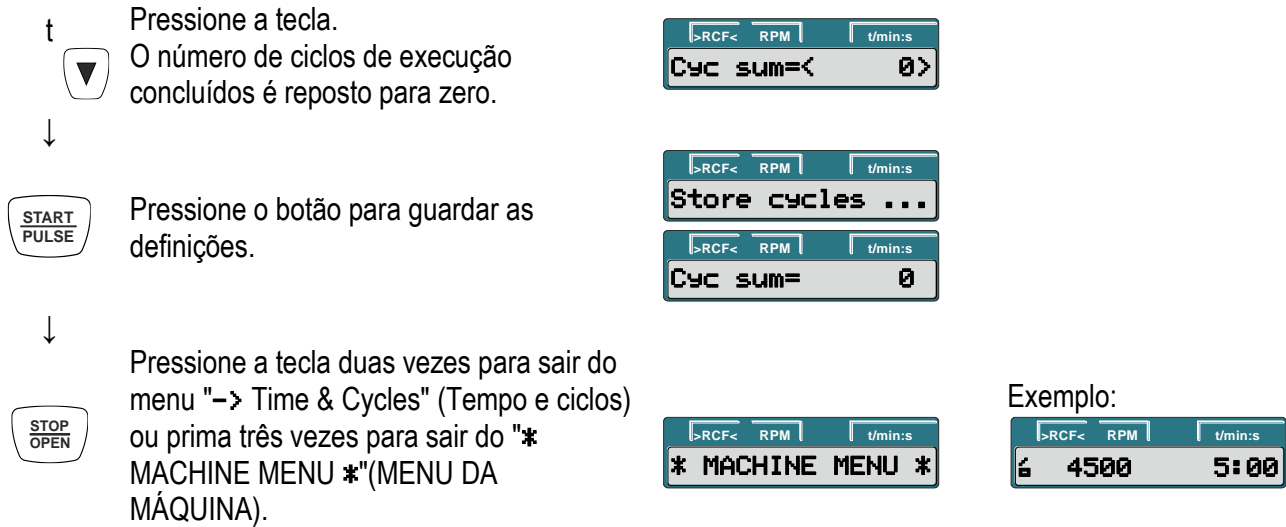 t
Pressione a tecla.
O número de ciclos de execução
concluídos é reposto para zero.
▼
>RCF< RPM t/min:s
Cyc sum=< 0>
↓
START
PULSE
Pressione o botão para guardar as
definições.
>RCF< RPM t/min:s
Store cycles ...
>RCF< RPM t/min:s
Cyc sum= 0
↓
STOP
OPEN
Pressione a tecla duas vezes para sair do
menu "-> Time & Cycles" (Tempo e ciclos)
ou prima três vezes para sair do "*
MACHINE MENU *"(MENU DA
MÁQUINA).
>RCF< RPM t/min:s
* MACHINE MENU *
Exemplo:
>RCF< RPM t/min:s
4500 5:00